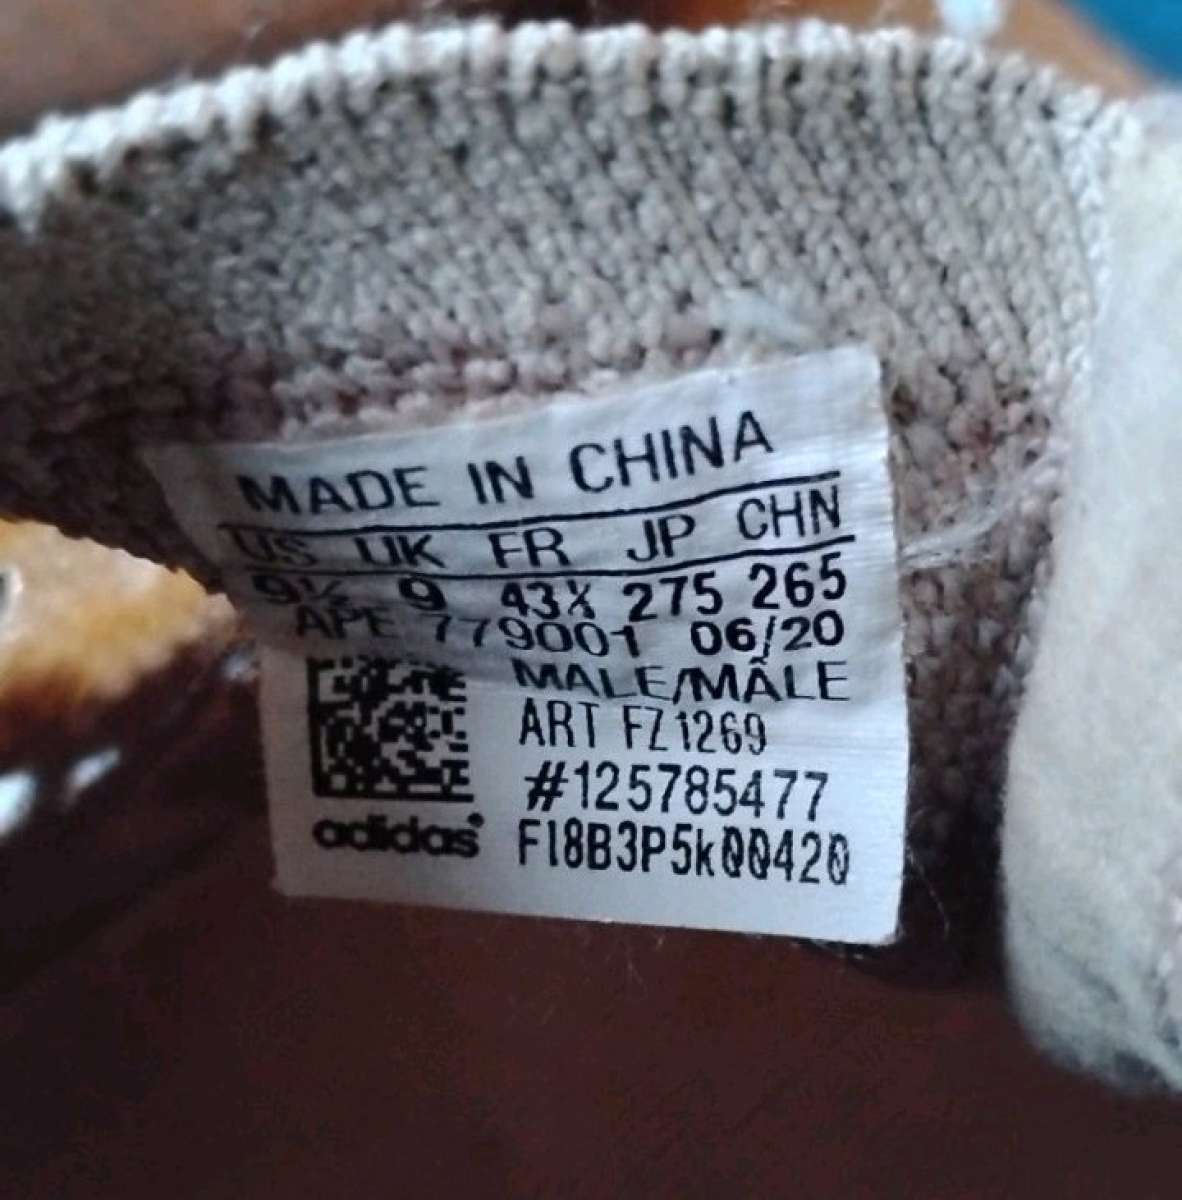 MADE IN CHINA
US UK FR JP CHN
9½ 9 43⅓ 275 265
APE 779001 06/20
MALE/MÂLE
ART FZ1269
#125785477
adidas F18B3P5k00420